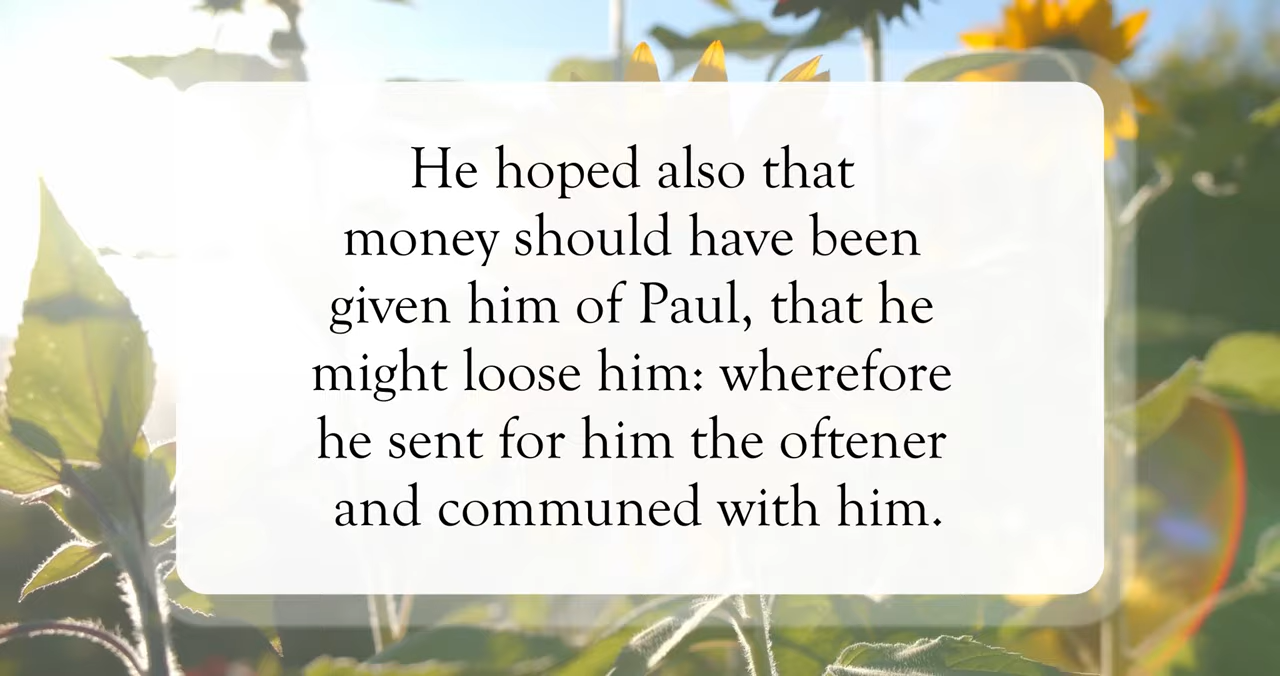 He hoped also that
money should have been
given him of Paul, that he
might loose him: wherefore
he sent for him the oftener
and communed with him.